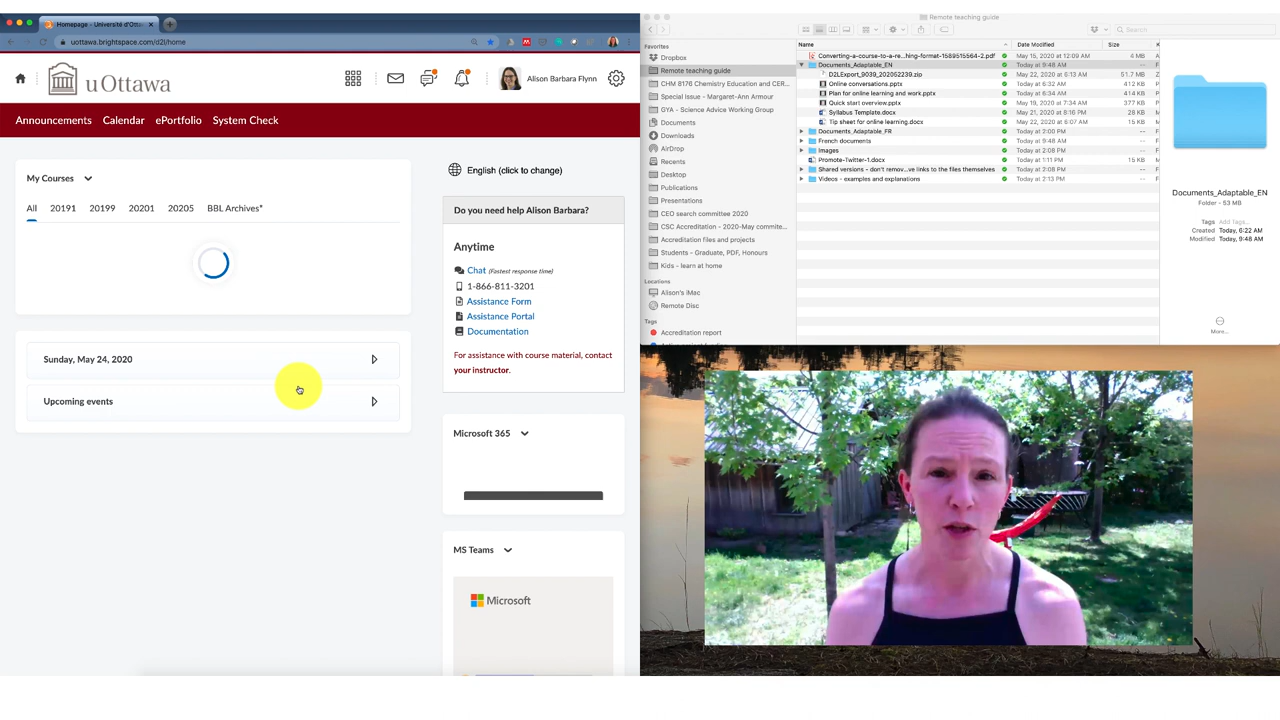 Homepage - Université d'Otta
uottawa.brightspace.com/d2l/home
uOttawa
Alison Barbara Flynn
Announcements Calendar ePortfolio System Check
My Courses
English (click to change)
All 20191 20199 20201 20205 BBL Archives*
Do you need help Alison Barbara?
Anytime
Chat (Fastest response time)
1-866-811-3201
Assistance Form
Assistance Portal
Documentation
For assistance with course material, contact
your instructor.
Sunday, May 24, 2020
Upcoming events
Microsoft 365
MS Teams
Microsoft
Remote teaching guide
Search
Favorites
Dropbox
Remote teaching guide
CHM 8176 Chemistry Education and CER...
Special Issue - Margaret-Ann Armour
GYA - Science Advice Working Group
Documents
Downloads
AirDrop
Recents
Desktop
Publications
Presentations
CEO search committee 2020
CSC Accreditation - 2020-May commite...
Accreditation files and projects
Students - Graduate, PDF, Honours
Kids - learn at home
Locations
Alison's iMac
Remote Disc
Tags
Accreditation report
Name Date Modified Size
Converting-a-course-to-a-re...hing-format-1589515564-2.pdf May 15, 2020 at 12:09 AM 4 MB
Documents_Adaptable_EN Today at 9:48 AM --
D2LExport_9039_202052239.zip May 22, 2020 at 6:13 AM 51.7 MB
Online conversations.pptx Today at 6:32 AM 412 KB
Plan for online learning and work.pptx Today at 6:34 AM 414 KB
Quick start overview.pptx May 19, 2020 at 7:34 AM 377 KB
Syllabus Template.docx May 21, 2020 at 8:16 PM 28 KB
Tip sheet for online learning.docx May 22, 2020 at 6:07 AM 15 KB
Documents_Adaptable_FR Today at 2:00 PM --
French documents Today at 9:48 AM --
Images Today at 2:00 PM --
Promote-Twitter-1.docx Today at 1:11 PM 15 KB
Shared versions - don't remov...ve links to the files themselves Today at 2:08 PM --
Videos - examples and explanations Today at 2:13 PM --
Documents_Adaptable_EN
Folder - 53 MB
Tags Add Tags...
Created Today, 6:22 AM
Modified Today, 9:48 AM
More...